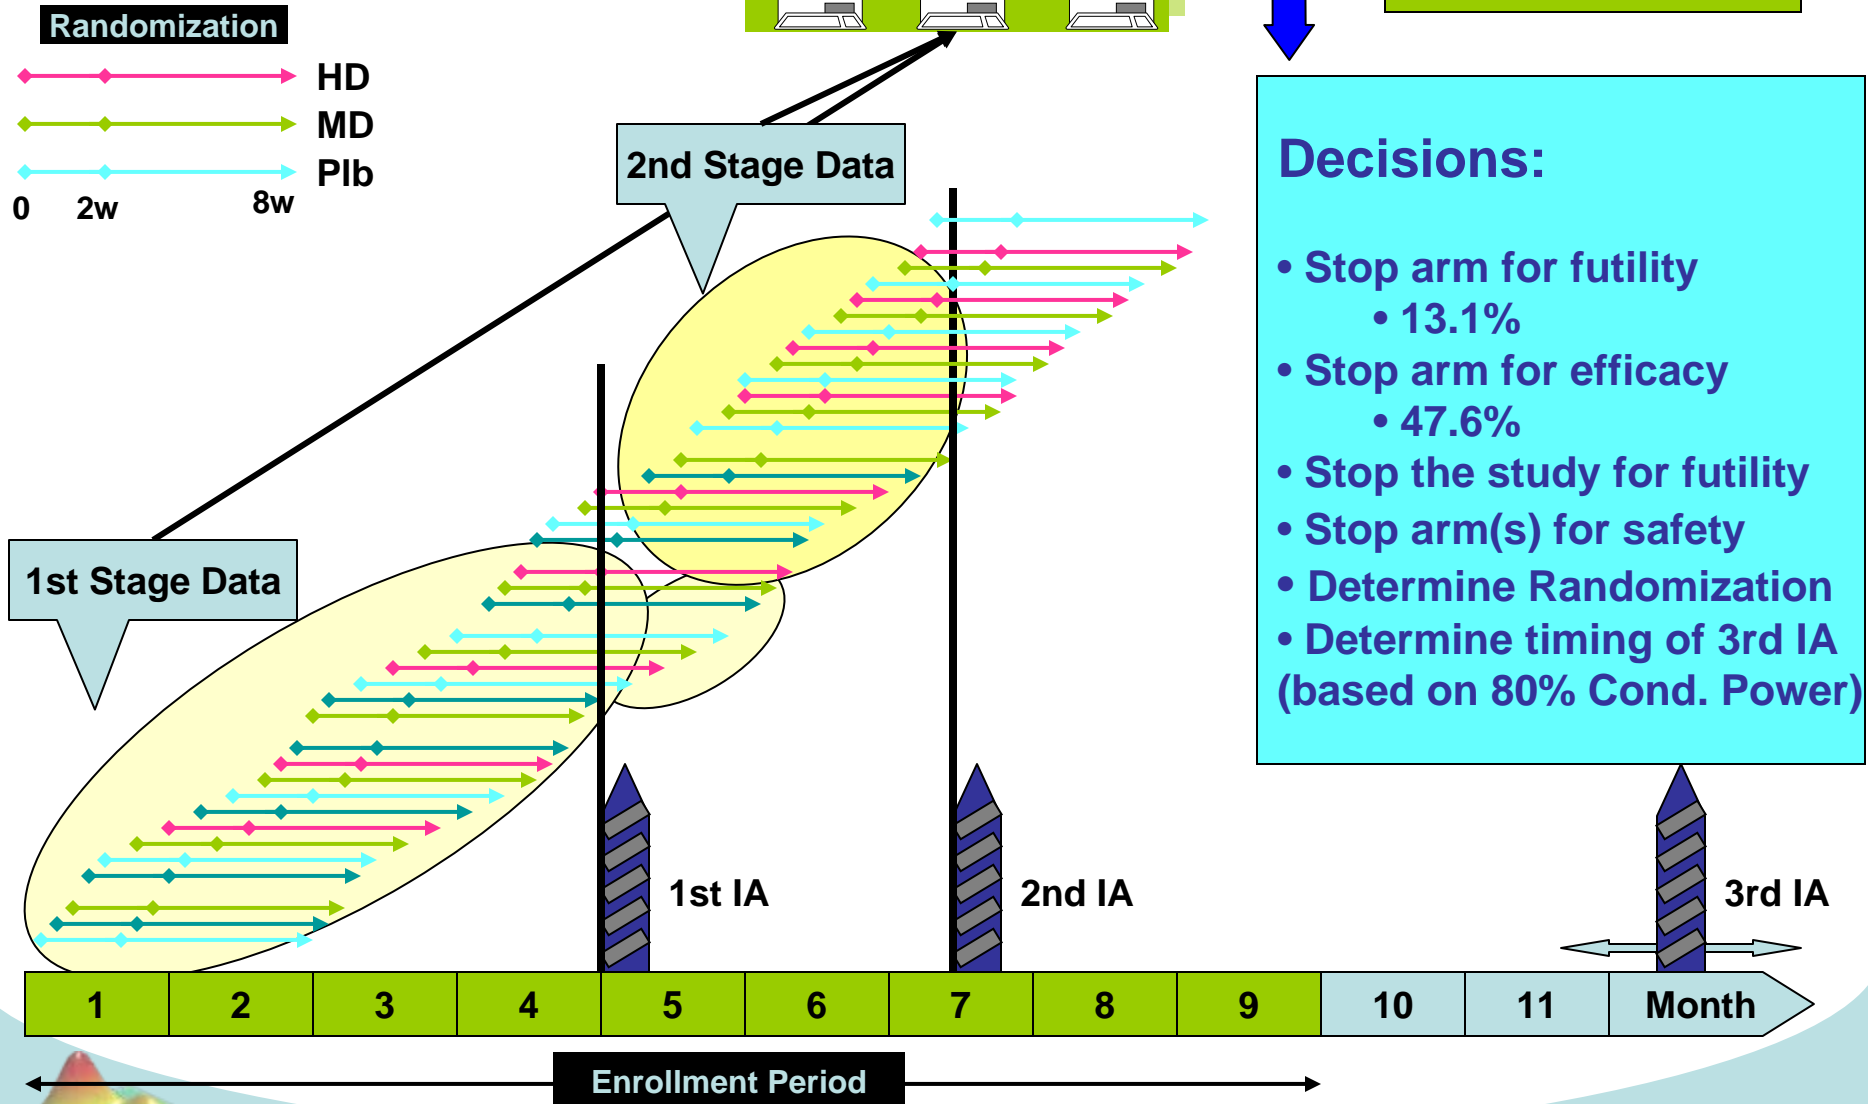 Randomization
HD
MD
Plb
0 2w 8w
2nd Stage Data
1st Stage Data
Decisions:
• Stop arm for futility
• 13.1%
• Stop arm for efficacy
• 47.6%
• Stop the study for futility
• Stop arm(s) for safety
• Determine Randomization
• Determine timing of 3rd IA
(based on 80% Cond. Power)
1st IA
2nd IA
3rd IA
1 2 3 4 5 6 7 8 9 10 11 Month
Enrollment Period